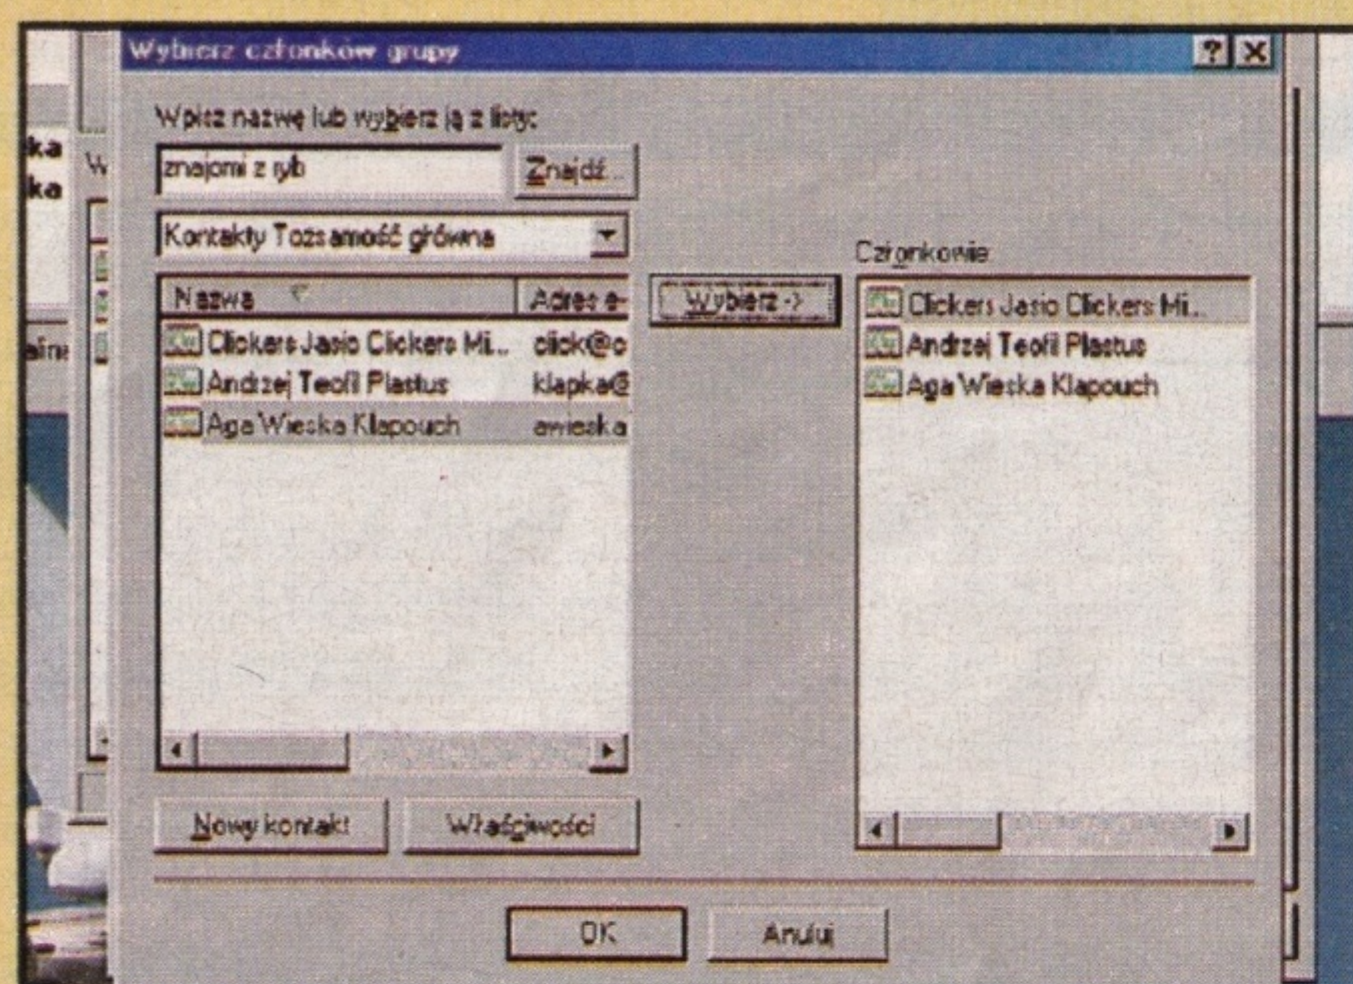 Wybierz członków grupy
Wpisz nazwę lub wybierz ją z listy:
znajomi z ryb
Znajdź...
Kontakty Tożsamość główna
Członkowie:
Nazwa Adres e-
Wybierz ->
Clickers Jasio Clickers Mi... click@c
Andrzej Teofil Plastus klapka@
Aga Wieska Klapouch awieska
Clickers Jasio Clickers Mi...
Andrzej Teofil Plastus
Aga Wieska Klapouch
Nowy kontakt
Właściwości
OK
Anuluj
ka
ka
W